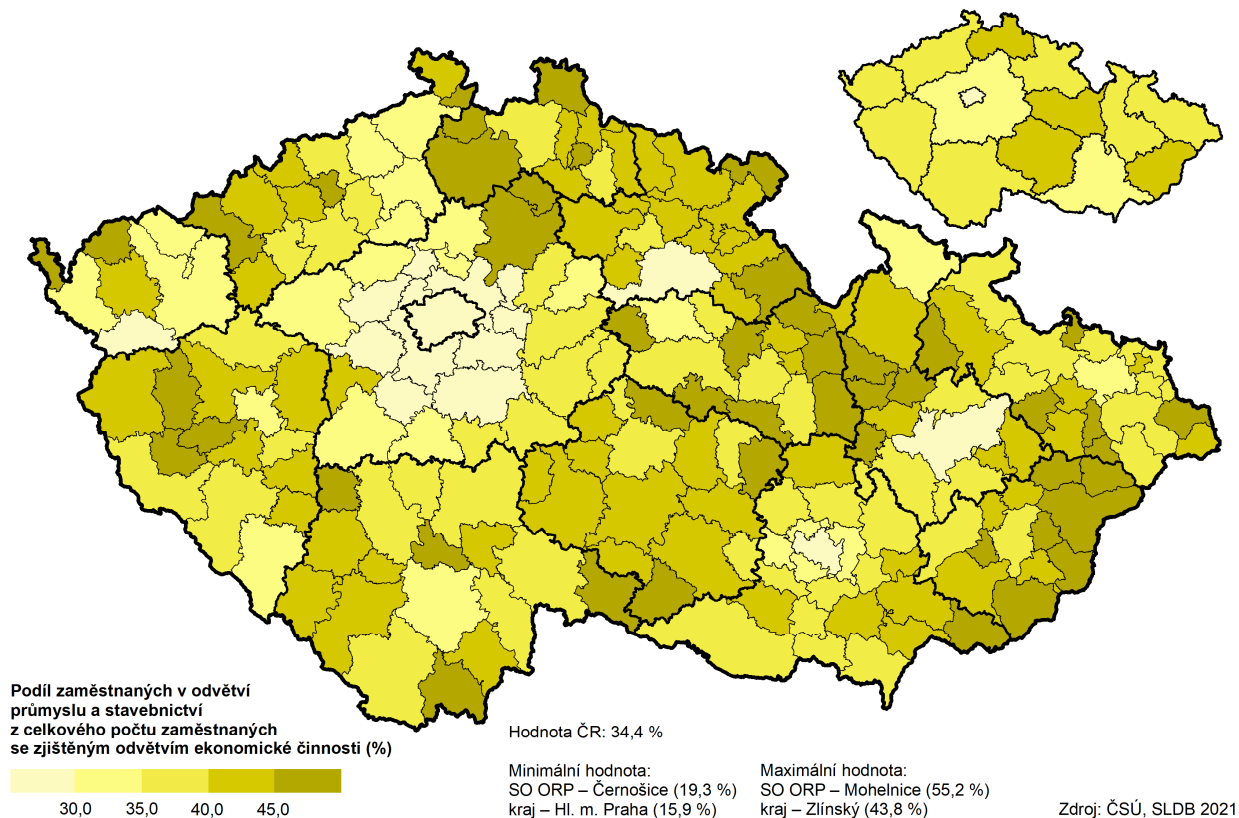 Podíl zaměstnaných v odvětví
průmyslu a stavebnictví
z celkového počtu zaměstnaných
se zjištěným odvětvím ekonomické činnosti (%)
30,0 35,0 40,0 45,0
Hodnota ČR: 34,4 %
Minimální hodnota:
SO ORP – Černošice (19,3 %)
kraj – Hl. m. Praha (15,9 %)
Maximální hodnota:
SO ORP – Mohelnice (55,2 %)
kraj – Zlínský (43,8 %)
Zdroj: ČSÚ, SLDB 2021